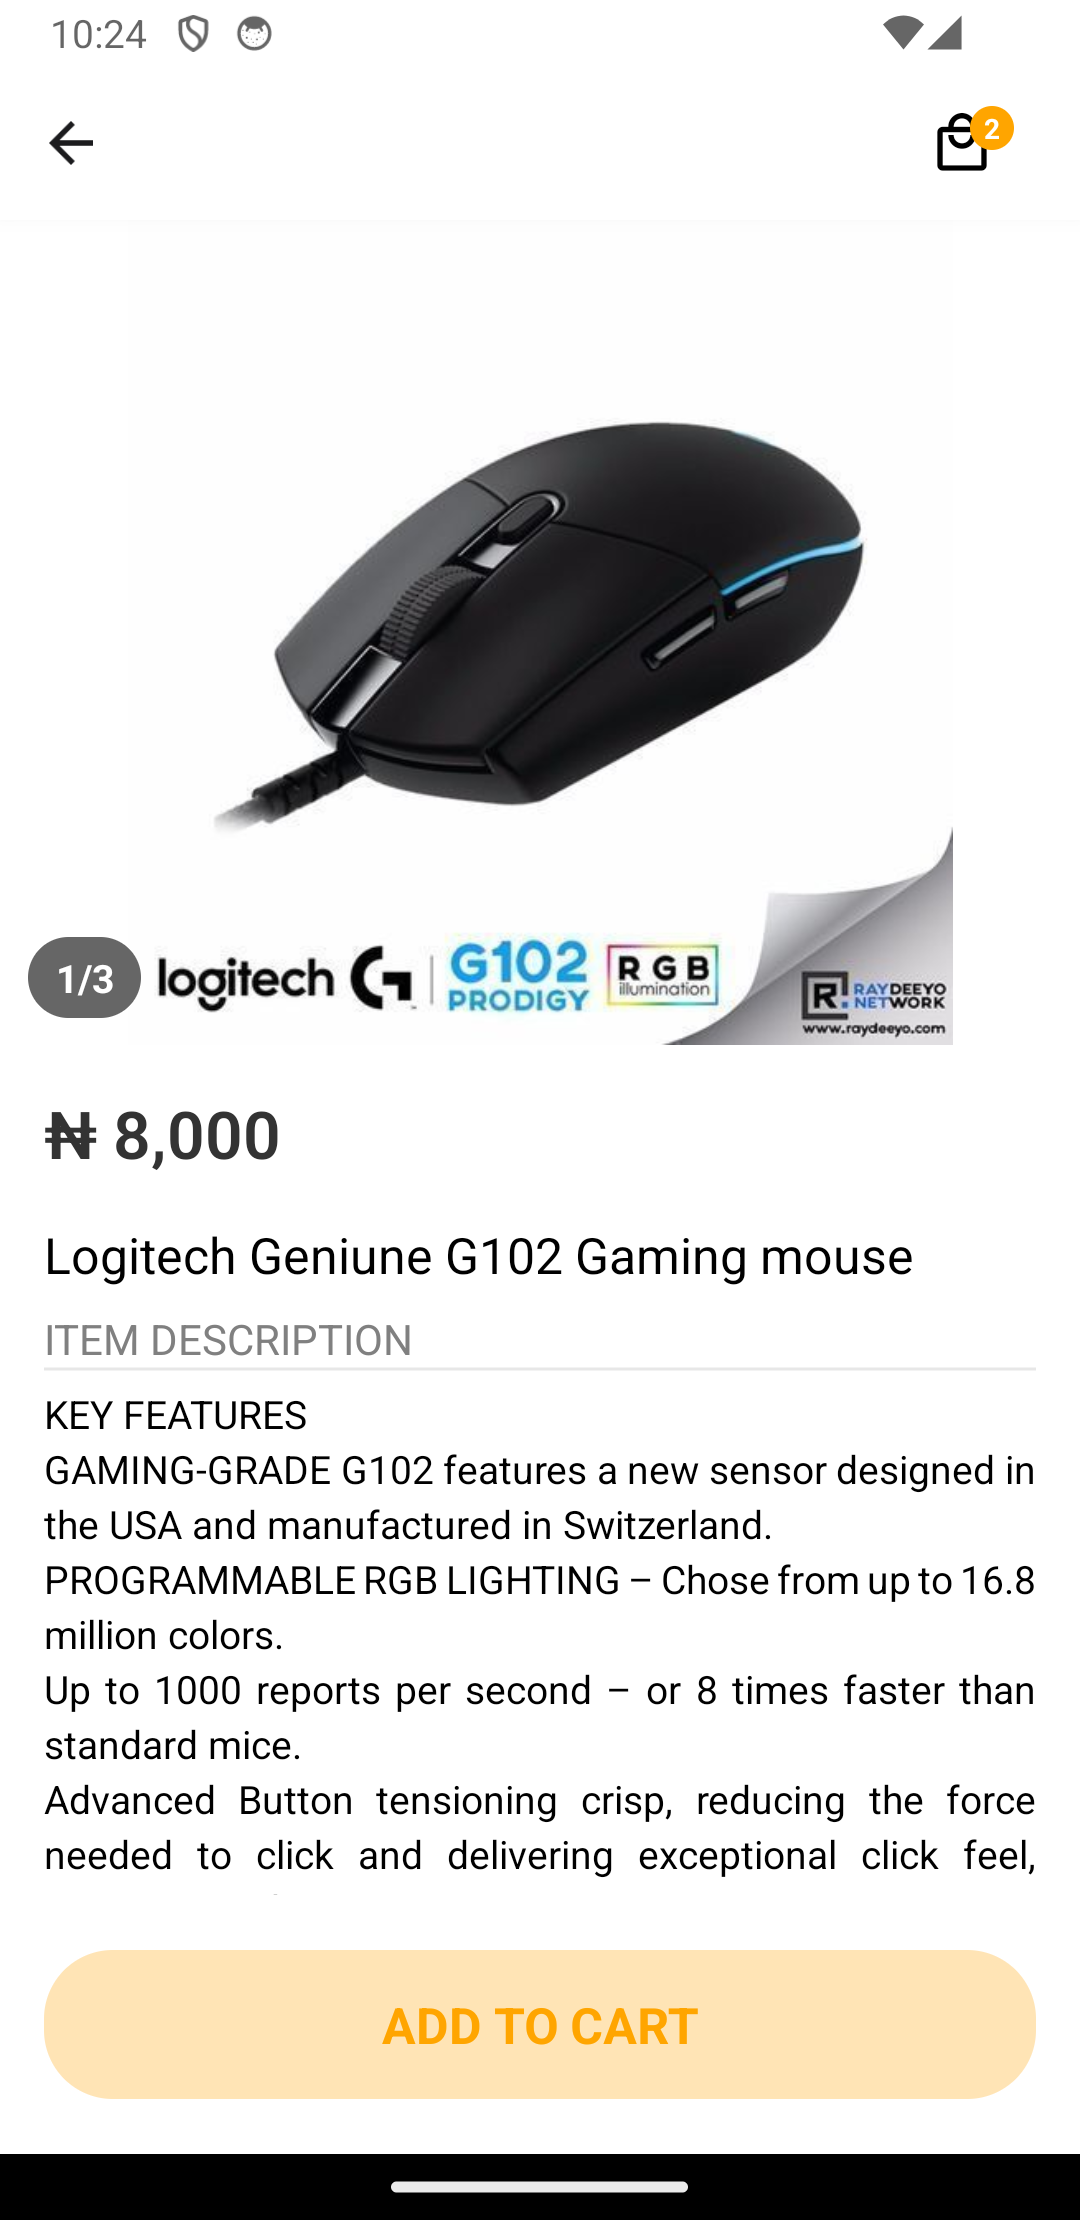 10:24
2
1/3
logitech G G102 PRODIGY RGB illumination
RAYDEEYO NETWORK
www.raydeeyo.com
₦ 8,000
Logitech Geniune G102 Gaming mouse
ITEM DESCRIPTION
KEY FEATURES
GAMING-GRADE G102 features a new sensor designed in
the USA and manufactured in Switzerland.
PROGRAMMABLE RGB LIGHTING – Chose from up to 16.8
million colors.
Up to 1000 reports per second – or 8 times faster than
standard mice.
Advanced Button tensioning crisp, reducing the force
needed to click and delivering exceptional click feel,
ADD TO CART